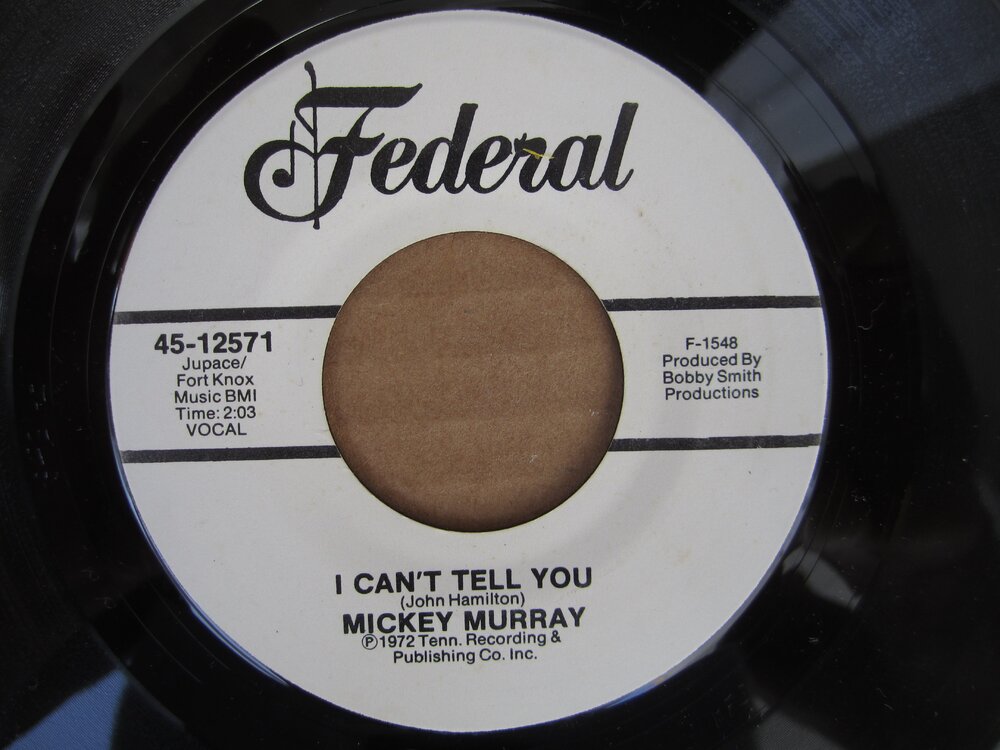 Federal
45-12571
Jupace/
Fort Knox
Music BMI
Time: 2:03
VOCAL
F-1548
Produced By
Bobby Smith
Productions
I CAN'T TELL YOU
(John Hamilton)
MICKEY MURRAY
Ⓟ1972 Tenn. Recording &
Publishing Co. Inc.